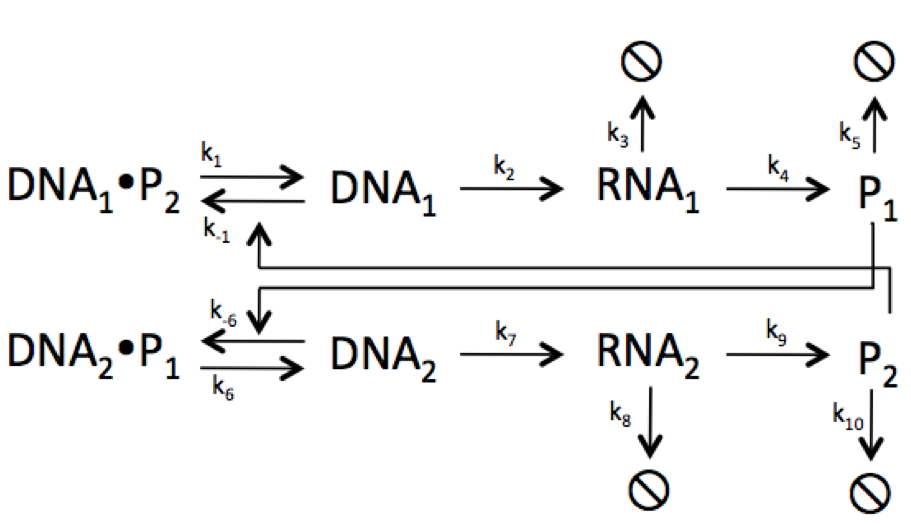 k₃ k₅
DNA₁•P₂ k₁ k₋₁ DNA₁ k₂ RNA₁ k₄ P₁
DNA₂•P₁ k₋₆ k₆ DNA₂ k₇ RNA₂ k₉ P₂
k₈ k₁₀